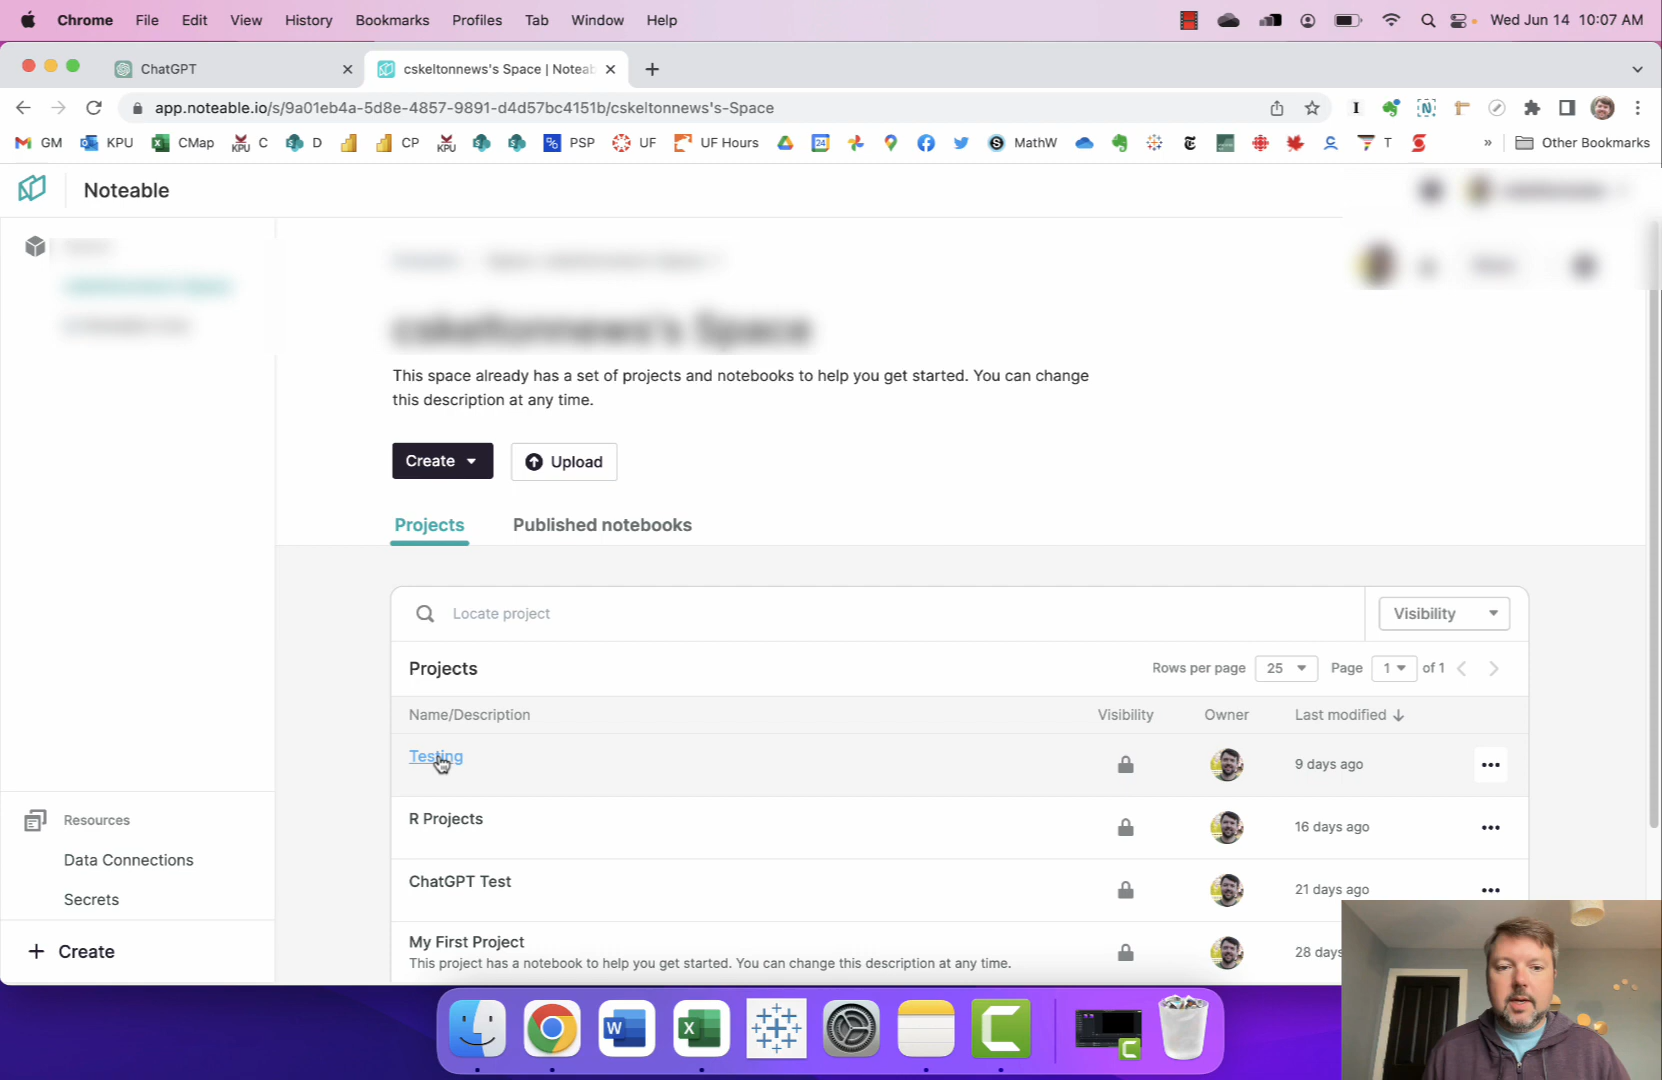 Chrome File Edit View History Bookmarks Profiles Tab Window Help Wed Jun 14 10:07 AM
ChatGPT cskeltonnews's Space | Noteab
app.noteable.io/s/9a01eb4a-5d8e-4857-9891-d4d57bc4151b/cskeltonnews's-Space
GM KPU CMap C D CP KPU PSP UF UF Hours MathW T » Other Bookmarks
Noteable
cskeltonnews's Space
This space already has a set of projects and notebooks to help you get started. You can change
this description at any time.
Create Upload
Projects Published notebooks
Locate project Visibility
Projects Rows per page 25 Page 1 of 1
Name/Description Visibility Owner Last modified
Testing 9 days ago
R Projects 16 days ago
ChatGPT Test 21 days ago
My First Project
This project has a notebook to help you get started. You can change this description at any time. 28 days
Resources
Data Connections
Secrets
+ Create